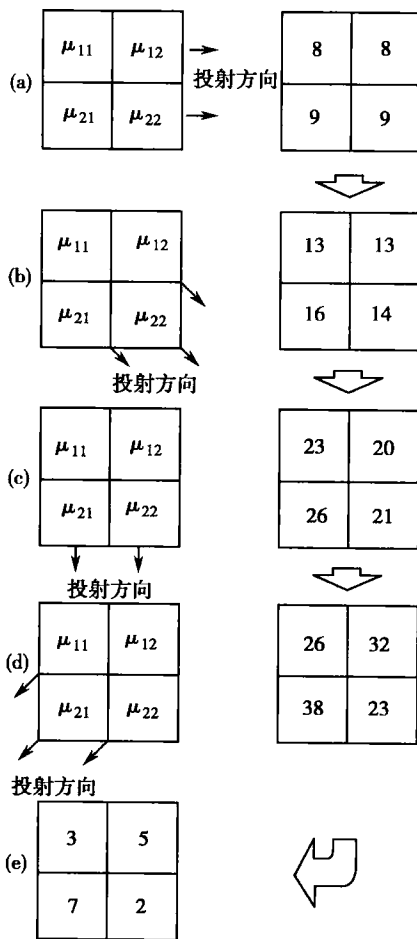 μ11 μ12 8 8
(a) 投射方向
μ21 μ22 9 9
μ11 μ12 13 13
(b)
μ21 μ22 16 14
投射方向
μ11 μ12 23 20
(c)
μ21 μ22 26 21
投射方向
μ11 μ12 26 32
(d)
μ21 μ22 38 23
投射方向
3 5
(e)
7 2